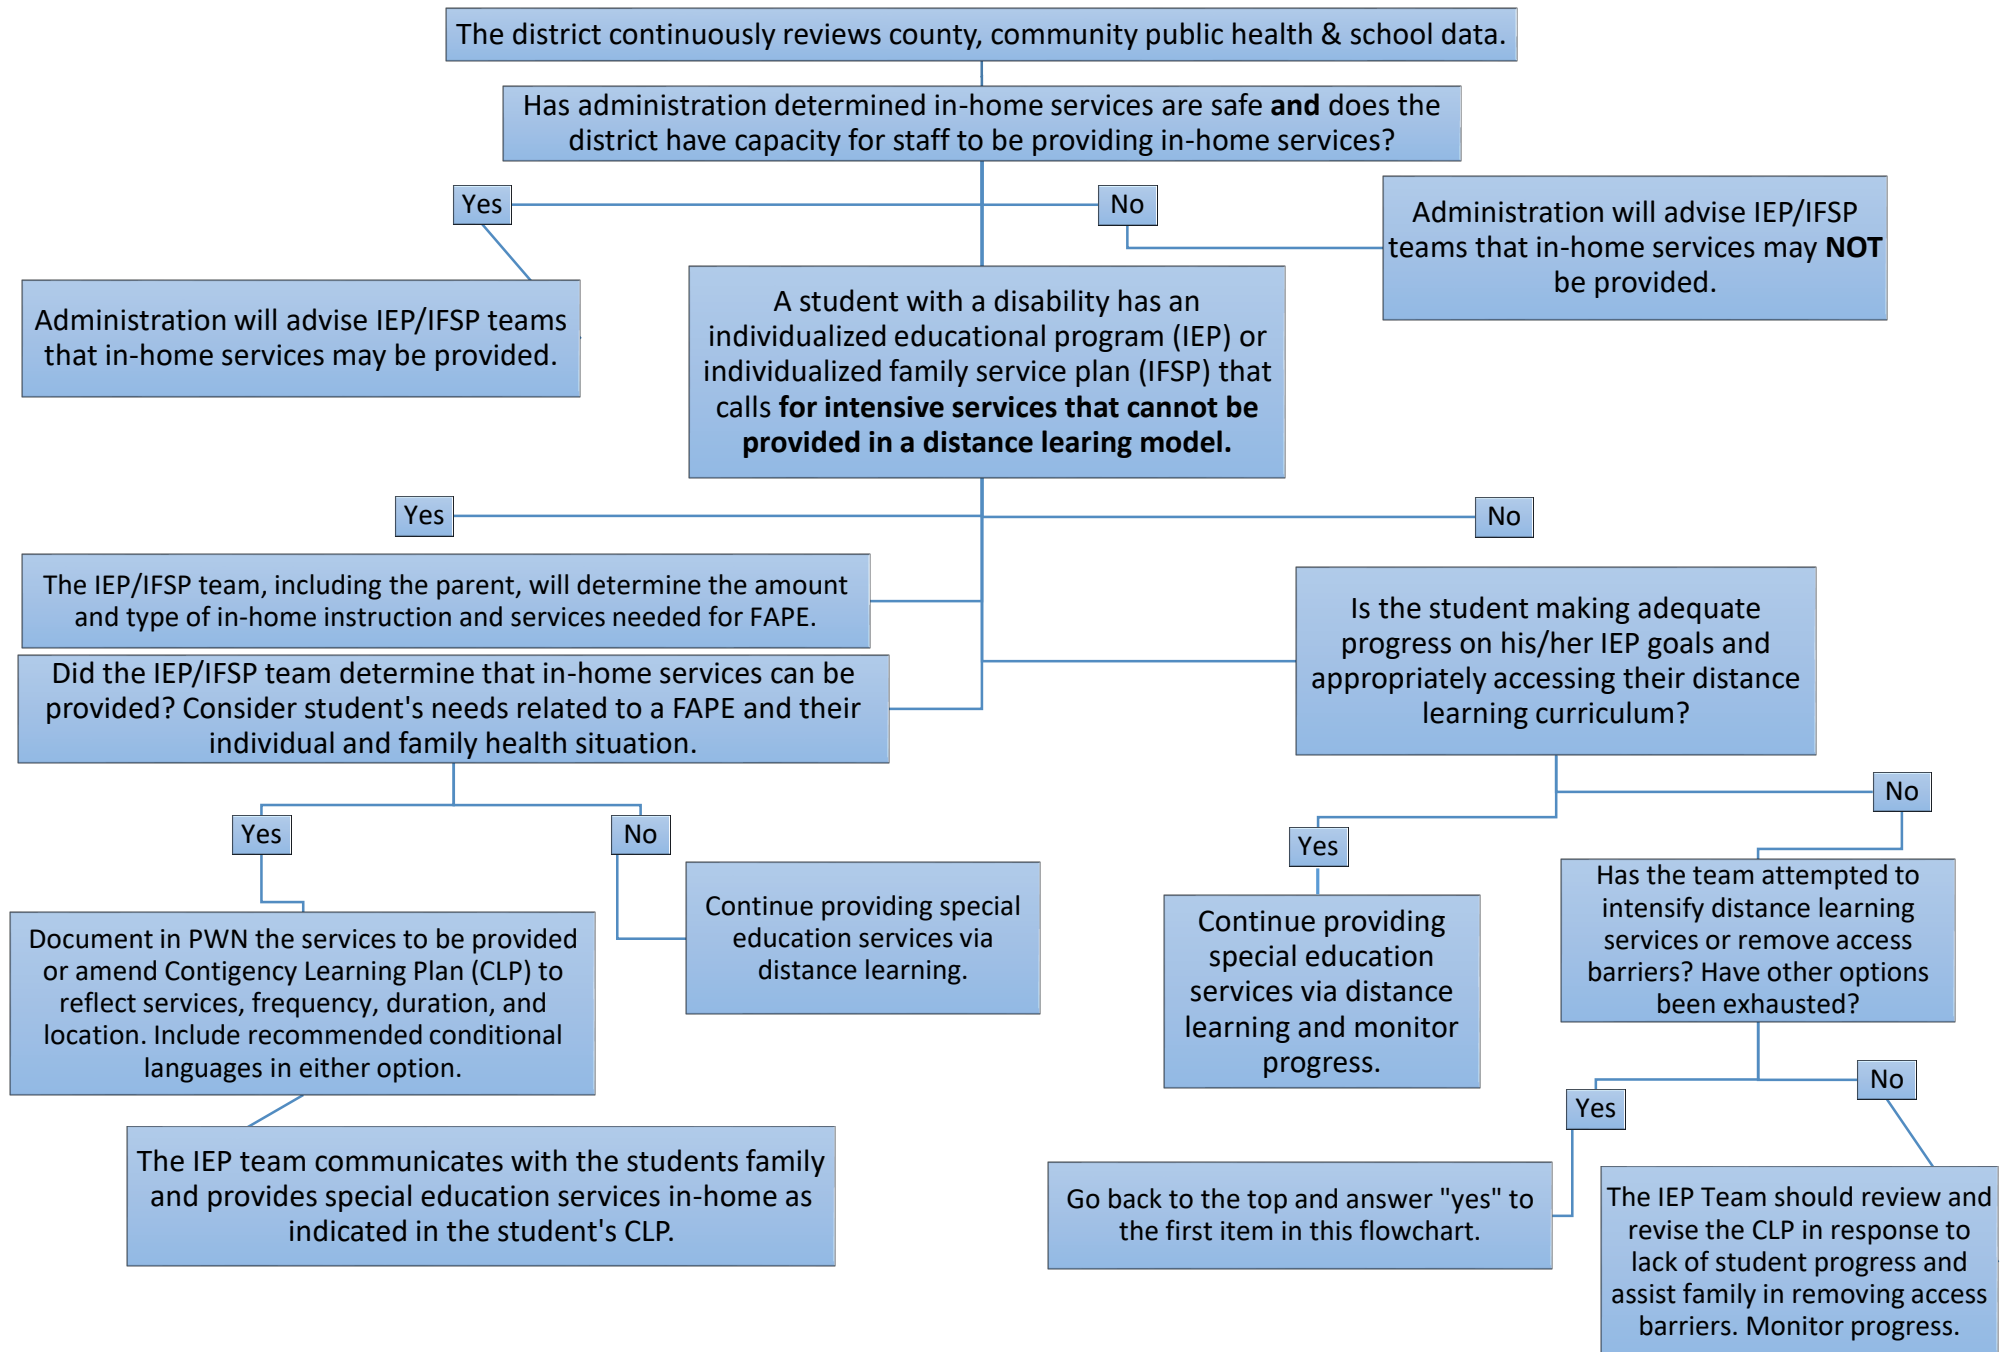 The district continuously reviews county, community public health & school data.
Has administration determined in-home services are safe and does the
district have capacity for staff to be providing in-home services?
Yes
No
Administration will advise IEP/IFSP
teams that in-home services may NOT
be provided.
Administration will advise IEP/IFSP teams
that in-home services may be provided.
A student with a disability has an
individualized educational program (IEP) or
individualized family service plan (IFSP) that
calls for intensive services that cannot be
provided in a distance learing model.
Yes
No
The IEP/IFSP team, including the parent, will determine the amount
and type of in-home instruction and services needed for FAPE.
Did the IEP/IFSP team determine that in-home services can be
provided? Consider student's needs related to a FAPE and their
individual and family health situation.
Is the student making adequate
progress on his/her IEP goals and
appropriately accessing their distance
learning curriculum?
Yes
No
Document in PWN the services to be provided
or amend Contigency Learning Plan (CLP) to
reflect services, frequency, duration, and
location. Include recommended conditional
languages in either option.
Continue providing special
education services via
distance learning.
The IEP team communicates with the students family
and provides special education services in-home as
indicated in the student's CLP.
Yes
No
Continue providing
special education
services via distance
learning and monitor
progress.
Has the team attempted to
intensify distance learning
services or remove access
barriers? Have other options
been exhausted?
Yes
No
Go back to the top and answer "yes" to
the first item in this flowchart.
The IEP Team should review and
revise the CLP in response to
lack of student progress and
assist family in removing access
barriers. Monitor progress.